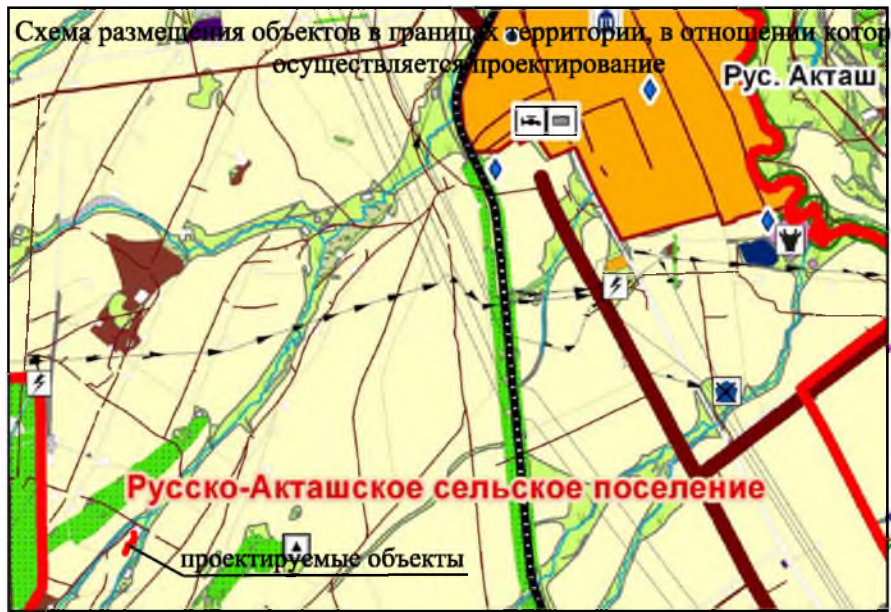 Схема размещения объектов в границах территории, в отношении котор
осуществляется проектирование
Рус. Акташ
Русско-Акташское сельское поселение
проектируемые объекты